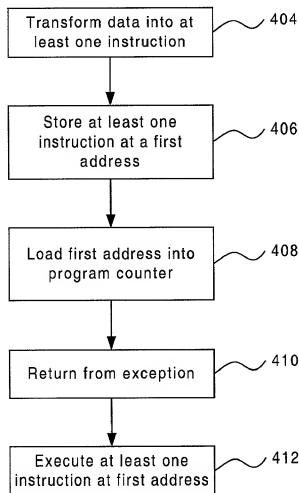 Transform data into at
least one instruction
404
Store at least one
instruction at a first
address
406
Load first address into
program counter
408
Return from exception
410
Execute at least one
instruction at first address
412